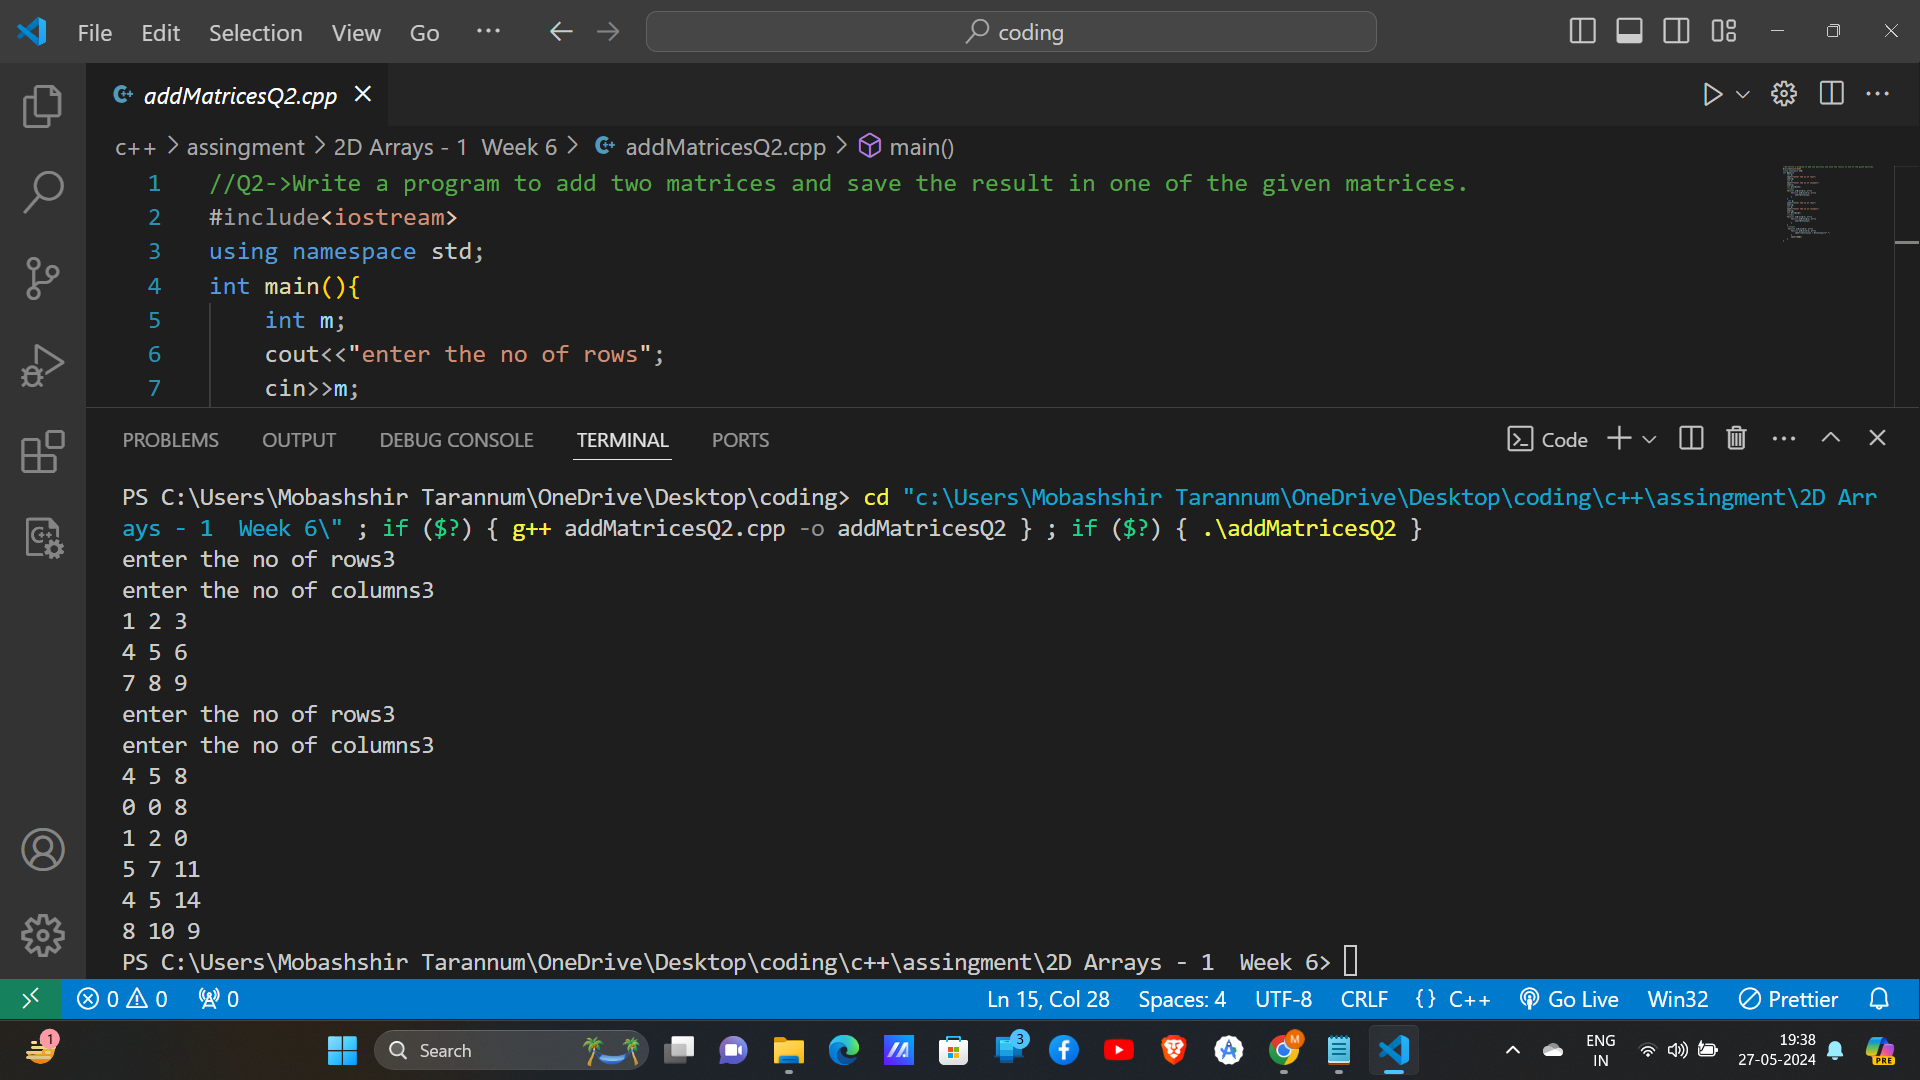 File Edit Selection View Go ... coding
addMatricesQ2.cpp
c++ > assingment > 2D Arrays - 1 Week 6 > addMatricesQ2.cpp > main()
1 //Q2->Write a program to add two matrices and save the result in one of the given matrices.
2 #include<iostream>
3 using namespace std;
4 int main(){
5 int m;
6 cout<<"enter the no of rows";
7 cin>>m;
PROBLEMS OUTPUT DEBUG CONSOLE TERMINAL PORTS Code
PS C:\Users\Mobashshir Tarannum\OneDrive\Desktop\coding> cd "c:\Users\Mobashshir Tarannum\OneDrive\Desktop\coding\c++\assingment\2D Arr
ays - 1  Week 6\" ; if ($?) { g++ addMatricesQ2.cpp -o addMatricesQ2 } ; if ($?) { .\addMatricesQ2 }
enter the no of rows3
enter the no of columns3
1 2 3
4 5 6
7 8 9
enter the no of rows3
enter the no of columns3
4 5 8
0 0 8
1 2 0
5 7 11
4 5 14
8 10 9
PS C:\Users\Mobashshir Tarannum\OneDrive\Desktop\coding\c++\assingment\2D Arrays - 1  Week 6>
0 0 0 Ln 15, Col 28 Spaces: 4 UTF-8 CRLF {} C++ Go Live Win32 Prettier
1 Search 3 M ENG 19:38
IN 27-05-2024 PRE